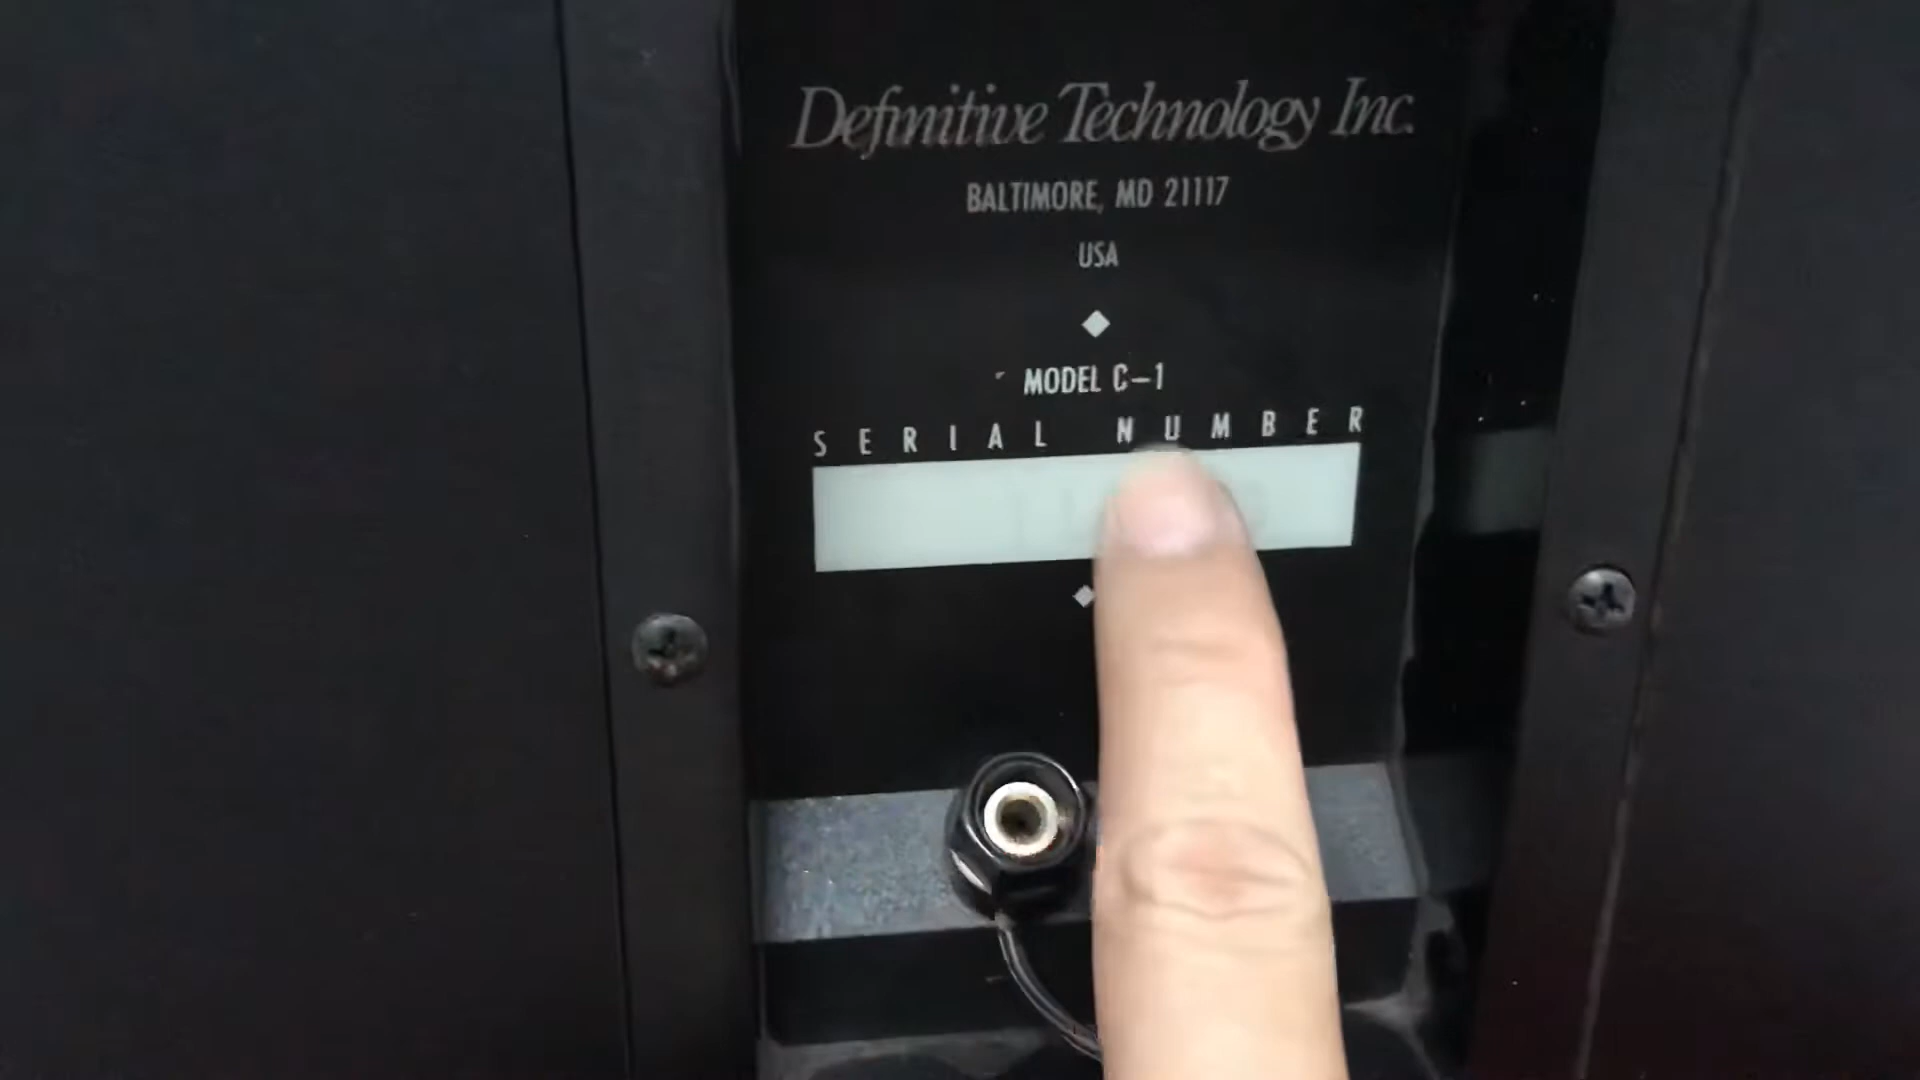 Definitive Technology Inc.
BALTIMORE, MD 21117
USA
MODEL C-1
SERIAL NUMBER